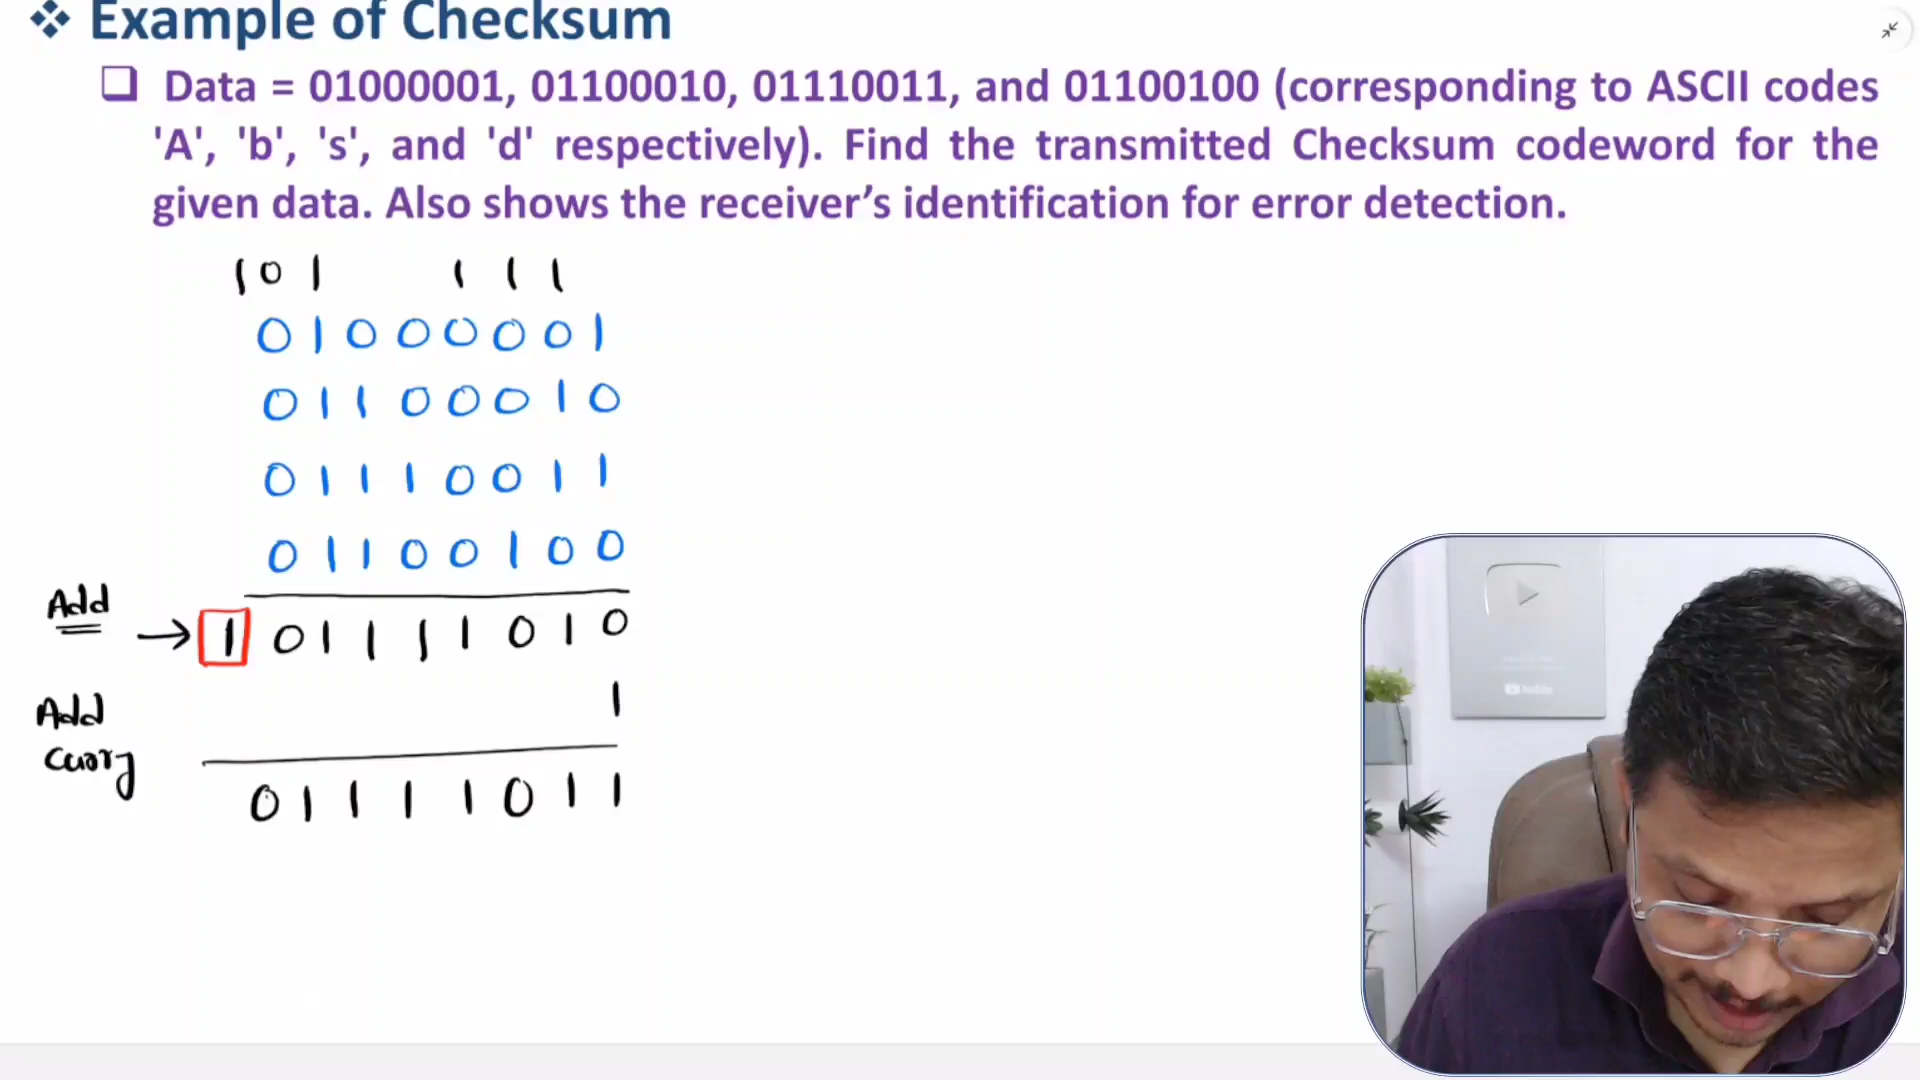 ❖ Example of Checksum
❑ Data = 01000001, 01100010, 01110011, and 01100100 (corresponding to ASCII codes
'A', 'b', 's', and 'd' respectively). Find the transmitted Checksum codeword for the
given data. Also shows the receiver’s identification for error detection.
1 0 1 1 1 1
0 1 0 0 0 0 0 1
0 1 1 0 0 0 1 0
0 1 1 1 0 0 1 1
0 1 1 0 0 1 0 0
Add → 1 0 1 1 1 1 0 1 0
Add 1
carry
0 1 1 1 1 0 1 1